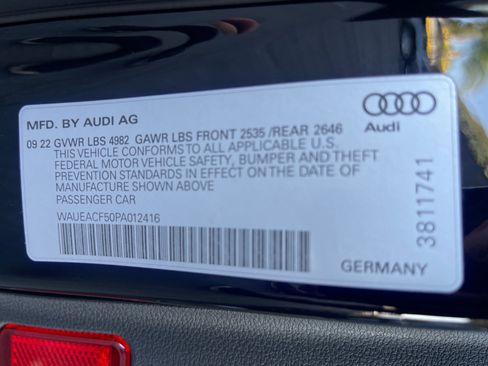 MFD. BY AUDI AG
09 22 GVWR LBS 4982 GAWR LBS FRONT 2535 /REAR 2646
THIS VEHICLE CONFORMS TO ALL APPLICABLE U.S.
FEDERAL MOTOR VEHICLE SAFETY, BUMPER AND THEFT
PREVENTION STANDARDS IN EFFECT ON THE DATE OF
MANUFACTURE SHOWN ABOVE
PASSENGER CAR
WAUEACF50PA012416
Audi
3811741
GERMANY